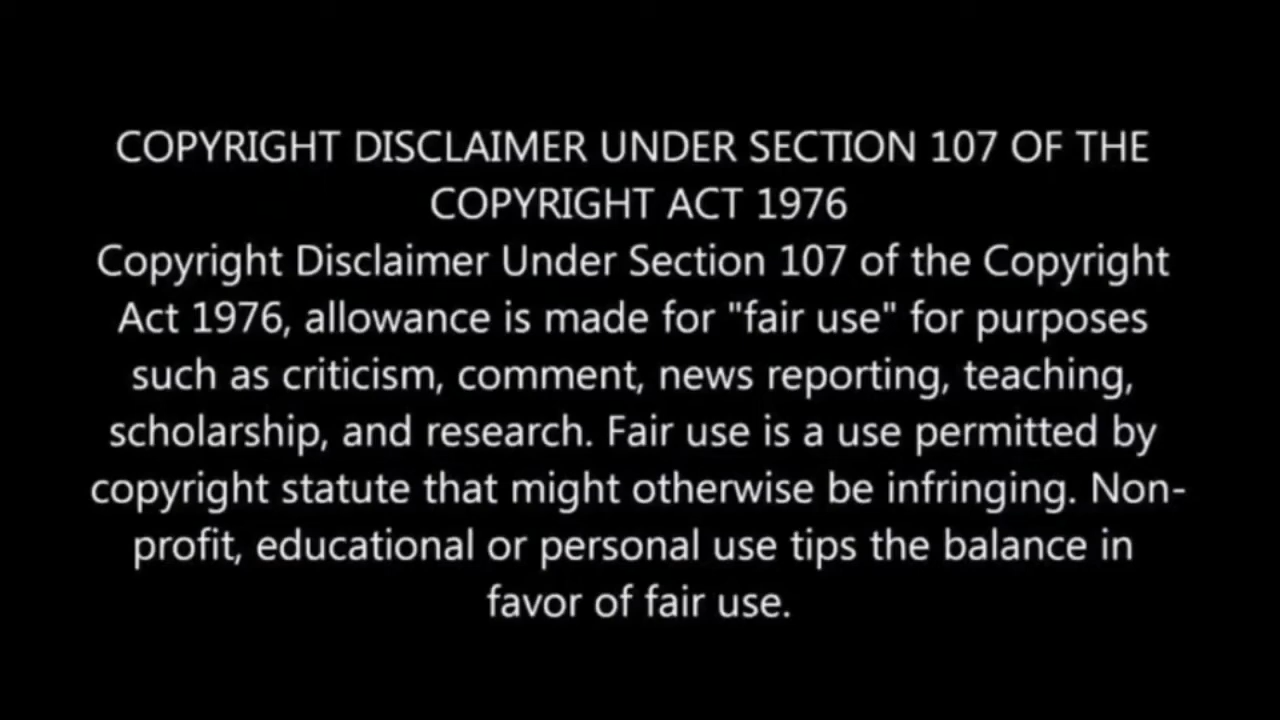 COPYRIGHT DISCLAIMER UNDER SECTION 107 OF THE
COPYRIGHT ACT 1976
Copyright Disclaimer Under Section 107 of the Copyright
Act 1976, allowance is made for "fair use" for purposes
such as criticism, comment, news reporting, teaching,
scholarship, and research. Fair use is a use permitted by
copyright statute that might otherwise be infringing. Non-
profit, educational or personal use tips the balance in
favor of fair use.